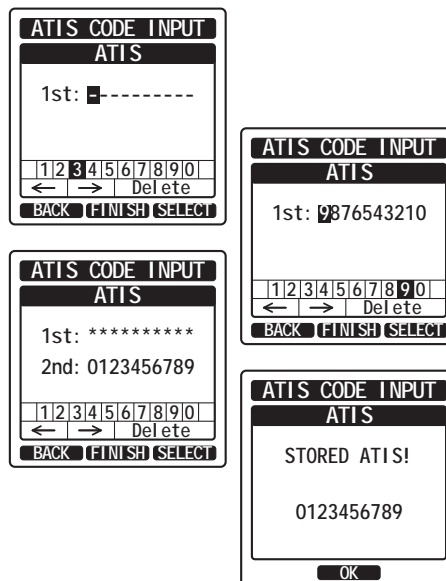 ATIS CODE INPUT
ATIS
1st: ----------
1 2 3 4 5 6 7 8 9 0
← → Delete
BACK FINISH SELECT
ATIS CODE INPUT
ATIS
1st: 9876543210
1 2 3 4 5 6 7 8 9 0
← → Delete
BACK FINISH SELECT
ATIS CODE INPUT
ATIS
1st: **********
2nd: 0123456789
1 2 3 4 5 6 7 8 9 0
← → Delete
BACK FINISH SELECT
ATIS CODE INPUT
ATIS
STORED ATIS!
0123456789
OK